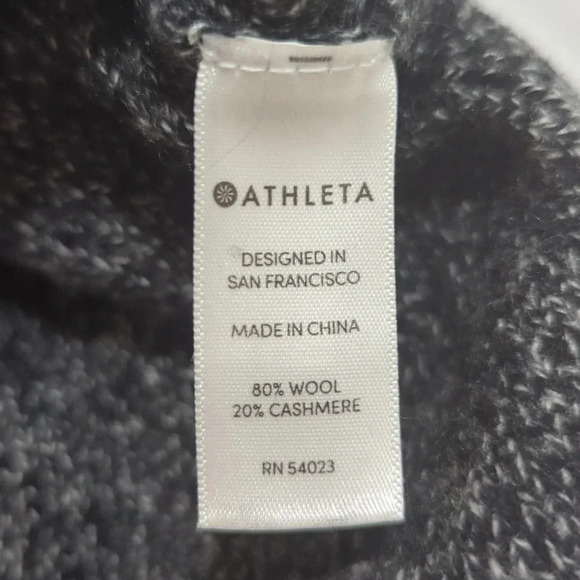 ATHLETA
DESIGNED IN
SAN FRANCISCO
MADE IN CHINA
80% WOOL
20% CASHMERE
RN 54023